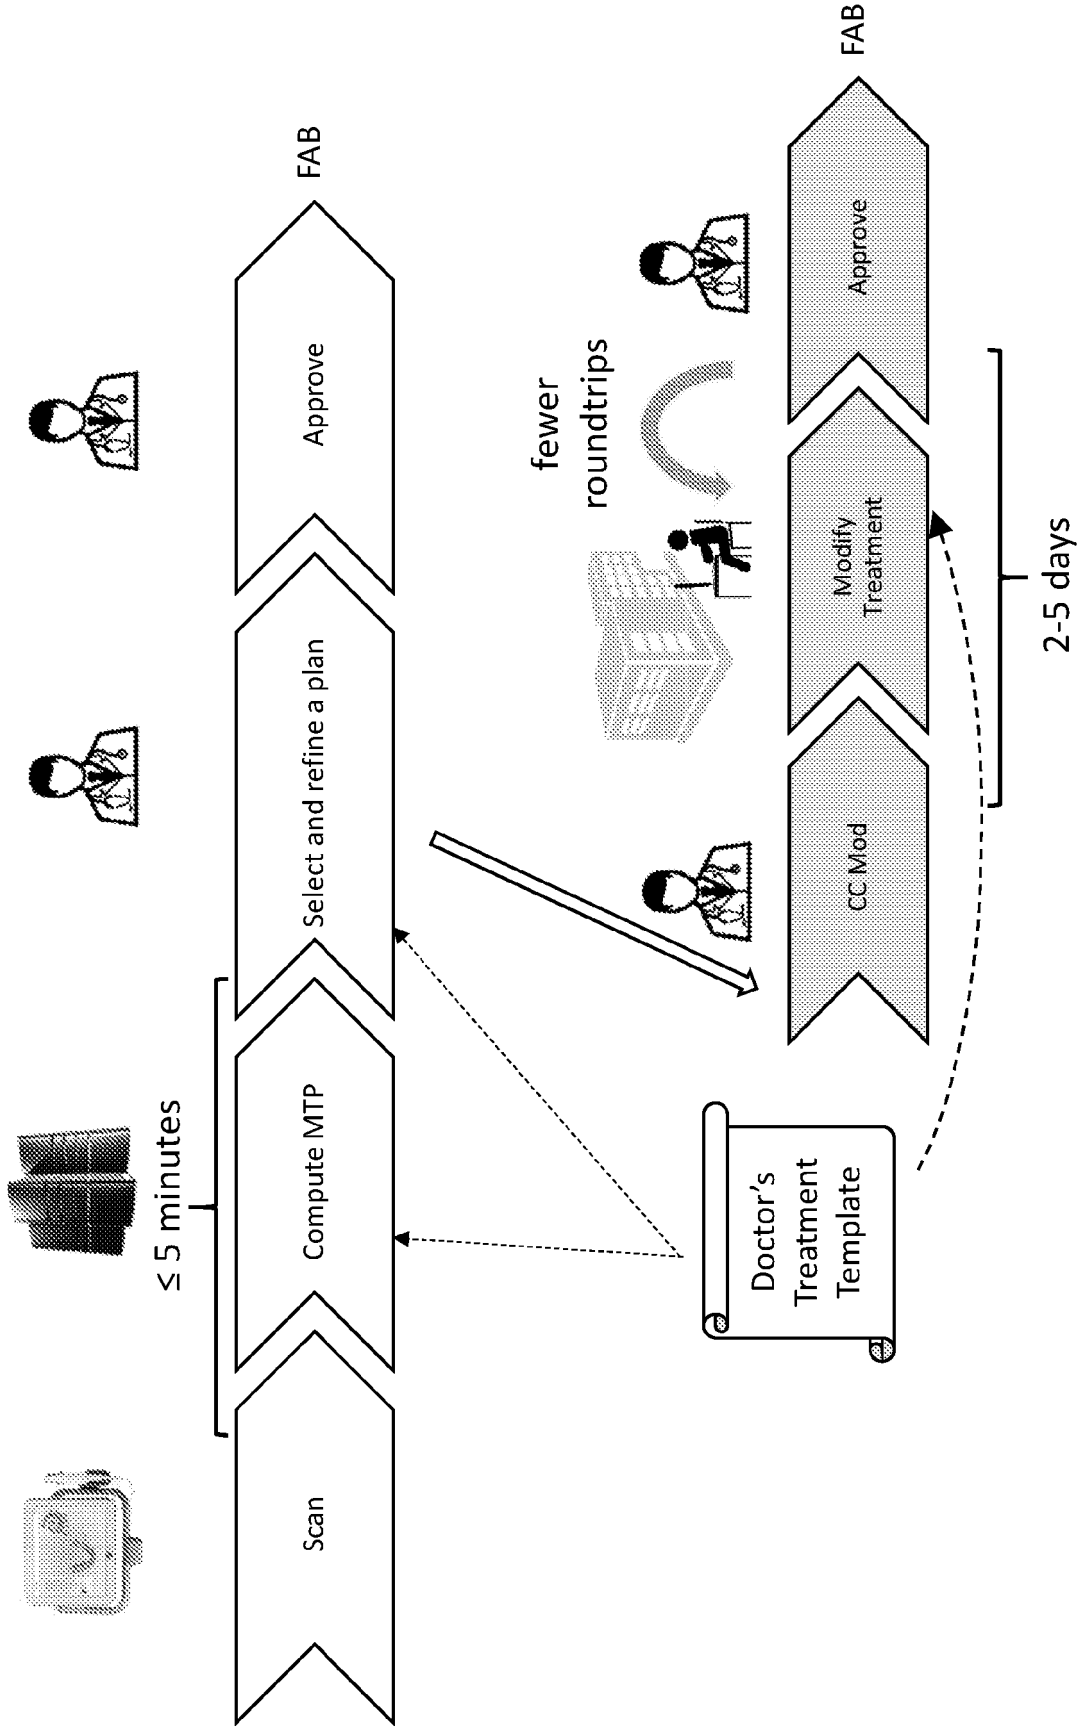 ≤ 5 minutes
Scan
Compute MTP
Select and refine a plan
Approve
FAB
fewer
roundtrips
Doctor's
Treatment
Template
CC Mod
Modify
Treatment
Approve
FAB
2-5 days